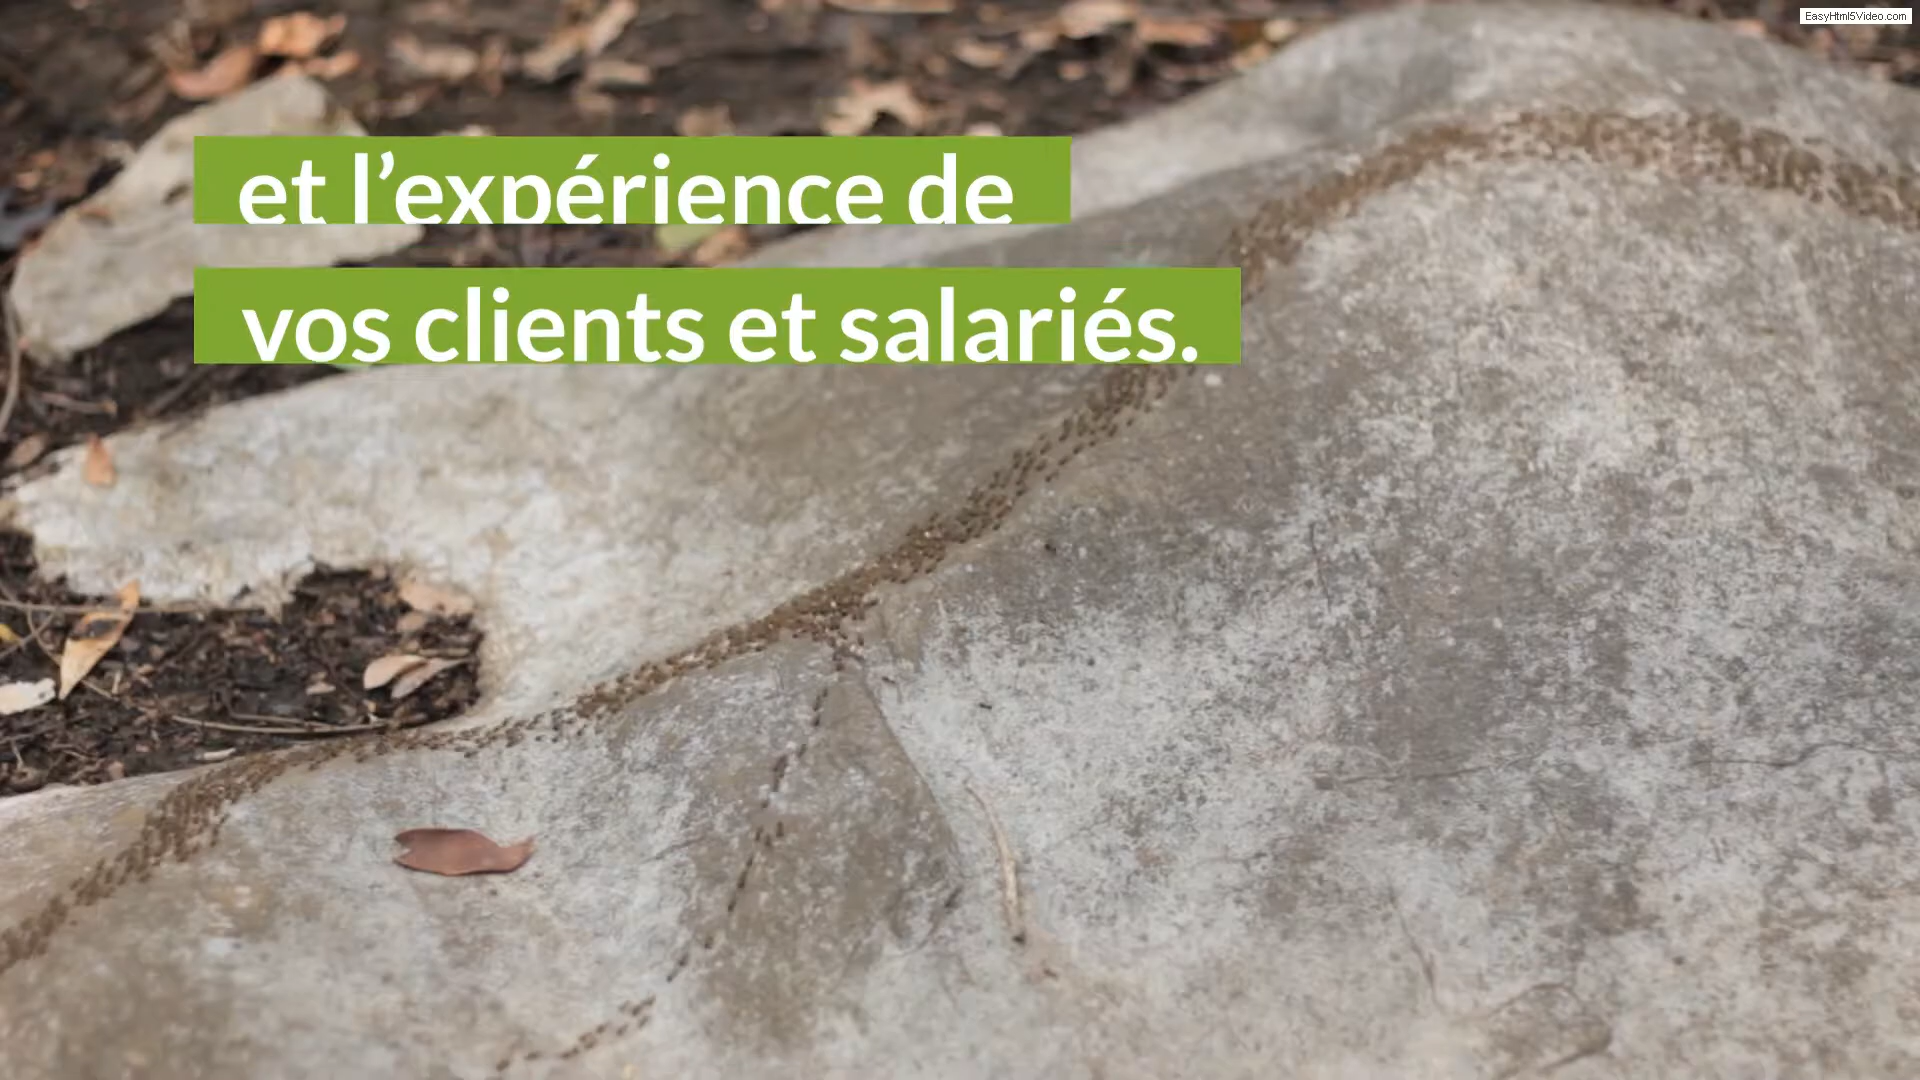 EasyHtml5Video.com
et l’expérience de
vos clients et salariés.